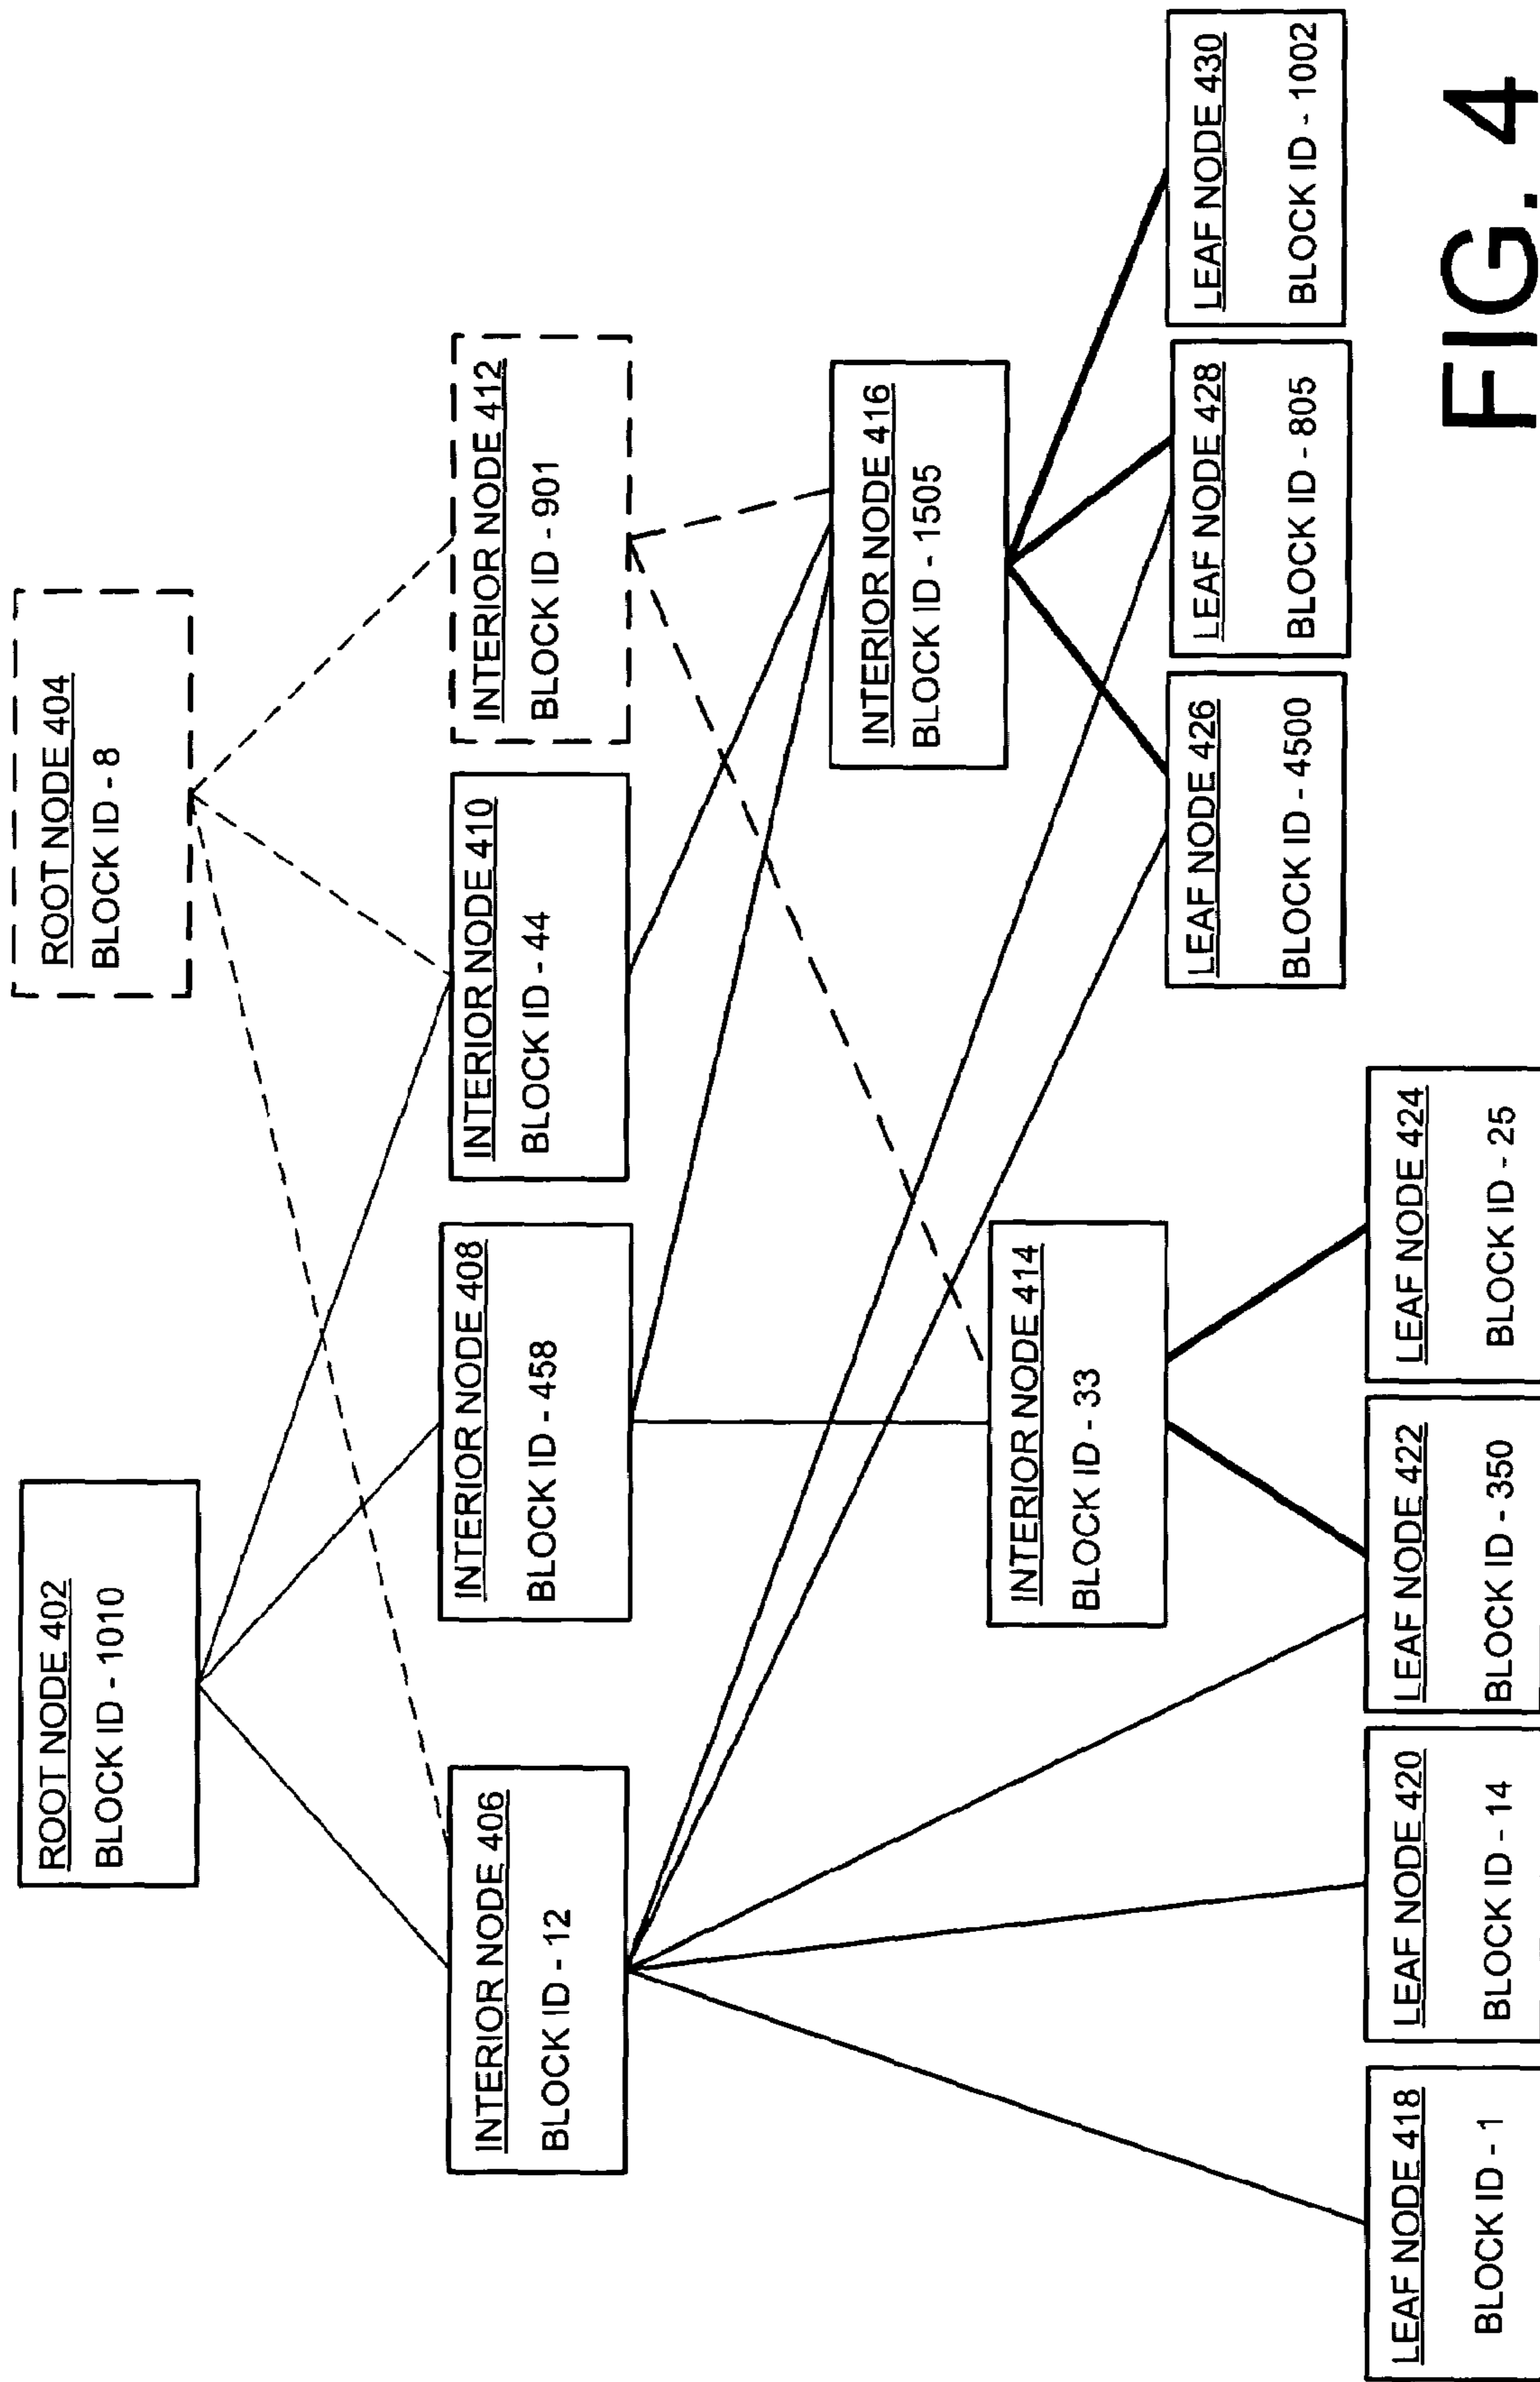 ROOT NODE 402
BLOCK ID - 1010
ROOT NODE 404
BLOCK ID - 8
INTERIOR NODE 406
BLOCK ID - 12
INTERIOR NODE 408
BLOCK ID - 458
INTERIOR NODE 410
BLOCK ID - 44
INTERIOR NODE 412
BLOCK ID - 901
INTERIOR NODE 414
BLOCK ID - 33
INTERIOR NODE 416
BLOCK ID - 1505
LEAF NODE 418
BLOCK ID - 1
LEAF NODE 420
BLOCK ID - 14
LEAF NODE 422
BLOCK ID - 350
LEAF NODE 424
BLOCK ID - 25
LEAF NODE 426
BLOCK ID - 4500
LEAF NODE 428
BLOCK ID - 805
LEAF NODE 430
BLOCK ID - 1002
FIG. 4